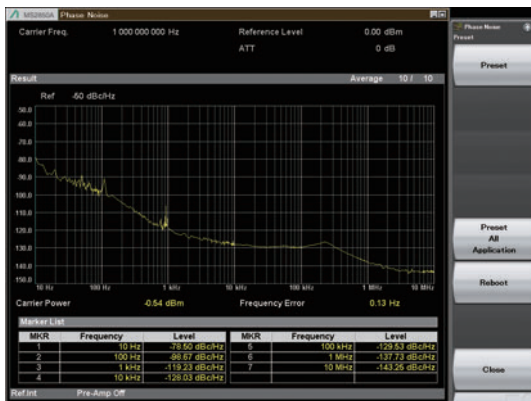 MS2850A Phase Noise
Carrier Freq. 1 000 000 000 Hz Reference Level 0.00 dBm
ATT 0 dB
Result Average 10 / 10
Ref -50 dBc/Hz
-50.0
-60.0
-70.0
-80.0
-90.0
-100.0
-110.0
-120.0
-130.0
-140.0
-150.0
10 Hz 100 Hz 1 kHz 10 kHz 100 kHz 1 MHz 10 MHz
Carrier Power -0.54 dBm Frequency Error 0.13 Hz
Marker List
MKR Frequency Level MKR Frequency Level
1 10 Hz -78.50 dBc/Hz 5 100 kHz -129.53 dBc/Hz
2 100 Hz -98.67 dBc/Hz 6 1 MHz -137.73 dBc/Hz
3 1 kHz -119.23 dBc/Hz 7 10 MHz -143.25 dBc/Hz
4 10 kHz -128.03 dBc/Hz
Ref.Int Pre-Amp Off
Phase Noise
Preset
Preset
Preset
All
Application
Reboot
Close